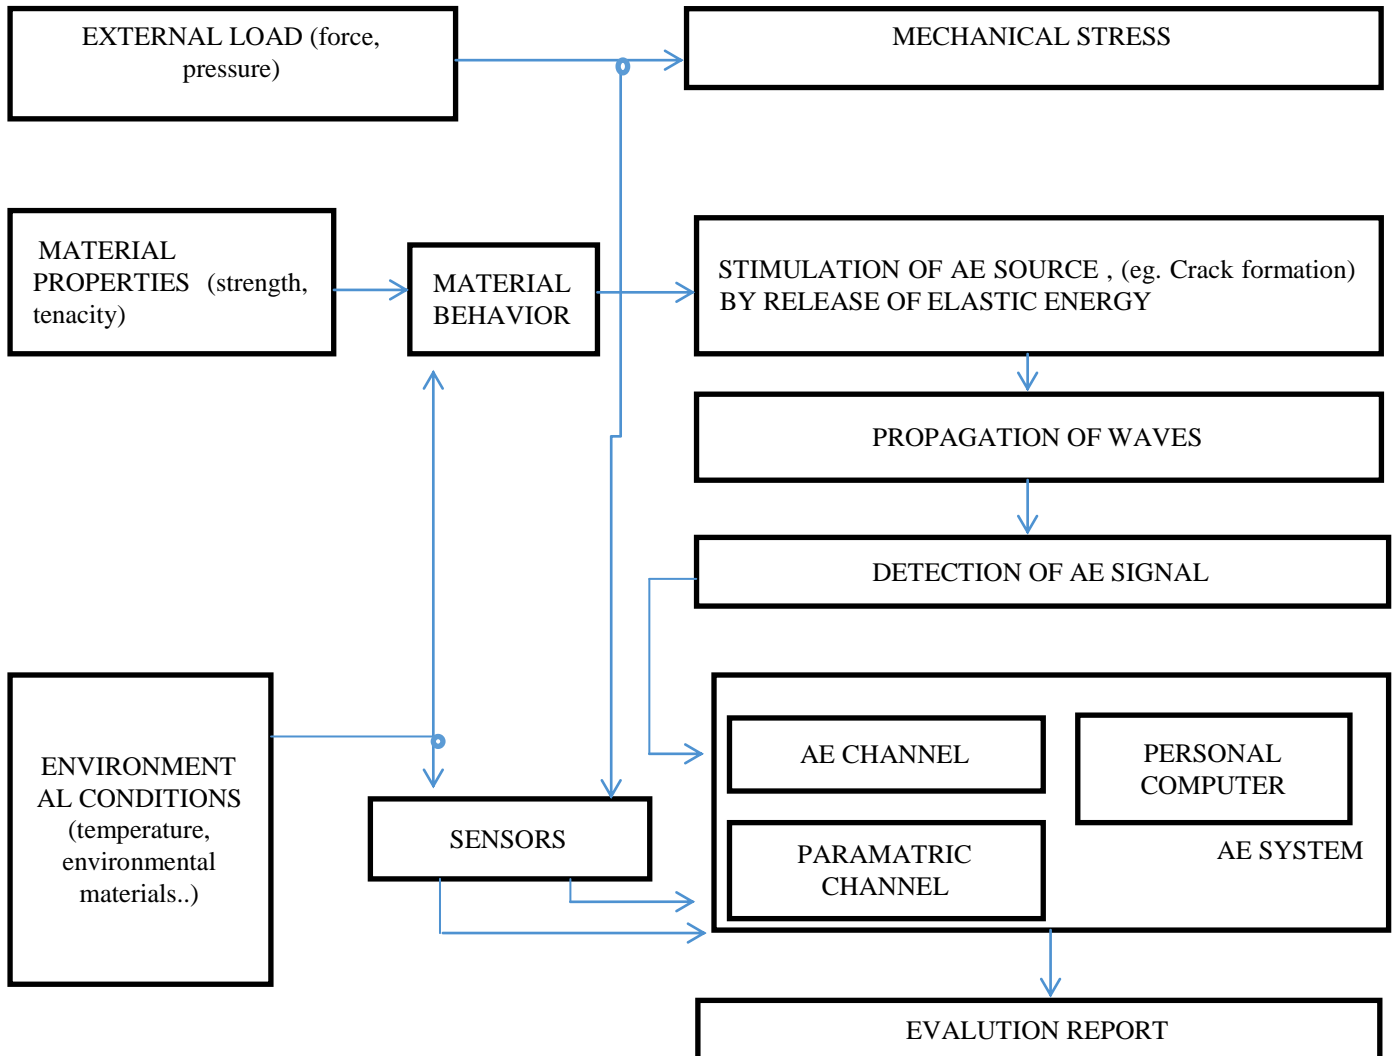 EXTERNAL LOAD (force,
pressure)
MECHANICAL STRESS
MATERIAL
PROPERTIES (strength,
tenacity)
MATERIAL
BEHAVIOR
STIMULATION OF AE SOURCE , (eg. Crack formation)
BY RELEASE OF ELASTIC ENERGY
PROPAGATION OF WAVES
DETECTION OF AE SIGNAL
ENVIRONMENT
AL CONDITIONS
(temperature,
environmental
materials..)
SENSORS
AE CHANNEL
PERSONAL
COMPUTER
PARAMATRIC
CHANNEL
AE SYSTEM
EVALUTION REPORT